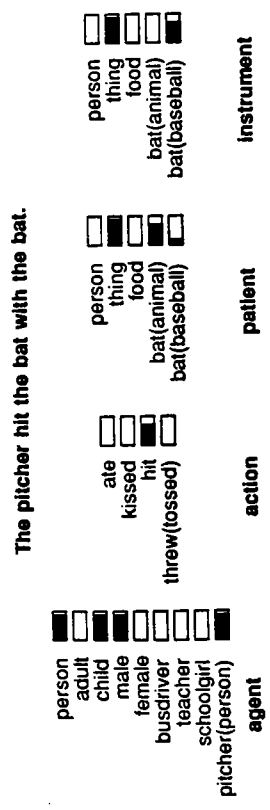 The pitcher hit the bat with the bat.
person
adult
child
male
female
busdriver
teacher
schoolgirl
pitcher(person)
agent
ate
kissed
hit
threw(tossed)
action
person
thing
food
bat(animal)
bat(baseball)
patient
person
thing
food
bat(animal)
bat(baseball)
instrument